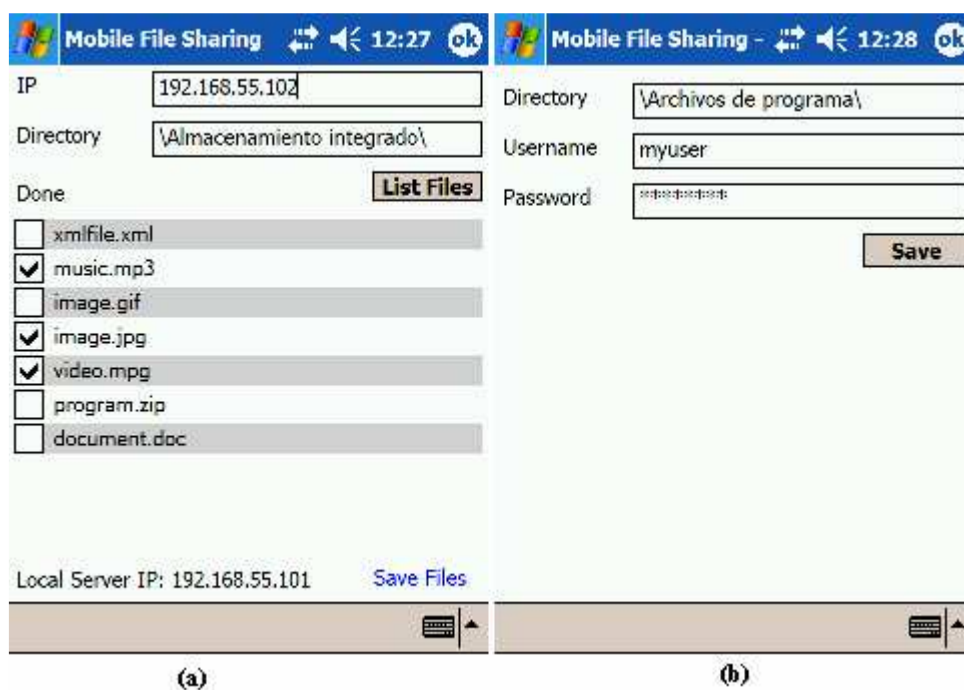 Mobile File Sharing 12:27 ok
IP 192.168.55.102
Directory \Almacenamiento integrado\
Done List Files
xmlfile.xml
music.mp3
image.gif
image.jpg
video.mpg
program.zip
document.doc
Local Server IP: 192.168.55.101 Save Files
(a)
Mobile File Sharing - 12:28 ok
Directory \Archivos de programa\
Username myuser
Password ********
Save
(b)